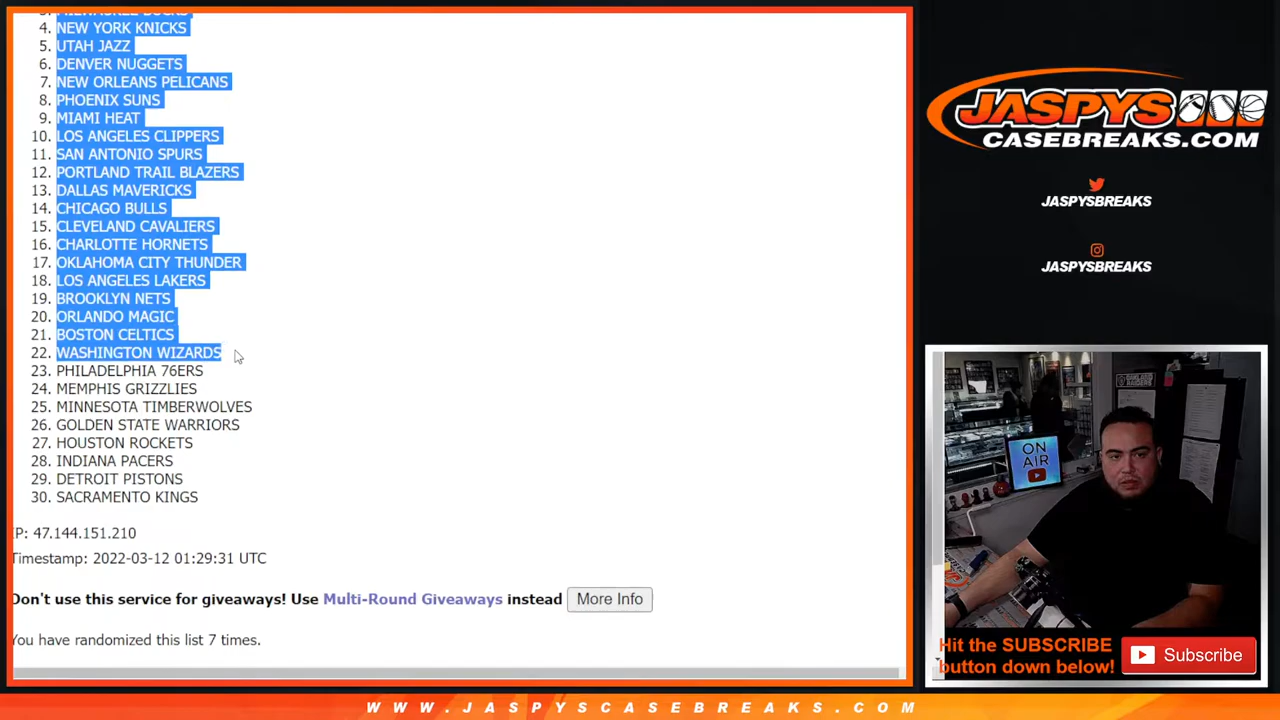 3. MILWAUKEE BUCKS
4. NEW YORK KNICKS
5. UTAH JAZZ
6. DENVER NUGGETS
7. NEW ORLEANS PELICANS
8. PHOENIX SUNS
9. MIAMI HEAT
10. LOS ANGELES CLIPPERS
11. SAN ANTONIO SPURS
12. PORTLAND TRAIL BLAZERS
13. DALLAS MAVERICKS
14. CHICAGO BULLS
15. CLEVELAND CAVALIERS
16. CHARLOTTE HORNETS
17. OKLAHOMA CITY THUNDER
18. LOS ANGELES LAKERS
19. BROOKLYN NETS
20. ORLANDO MAGIC
21. BOSTON CELTICS
22. WASHINGTON WIZARDS
23. PHILADELPHIA 76ERS
24. MEMPHIS GRIZZLIES
25. MINNESOTA TIMBERWOLVES
26. GOLDEN STATE WARRIORS
27. HOUSTON ROCKETS
28. INDIANA PACERS
29. DETROIT PISTONS
30. SACRAMENTO KINGS
IP: 47.144.151.210
Timestamp: 2022-03-12 01:29:31 UTC
Don't use this service for giveaways! Use Multi-Round Giveaways instead More Info
You have randomized this list 7 times.
JASPYS
CASEBREAKS.COM
JASPYSBREAKS
JASPYSBREAKS
OAKLAND
RAIDERS
ON
AIR
Hit the SUBSCRIBE
button down below!
Subscribe
WWW.JASPYSCASEBREAKS.COM